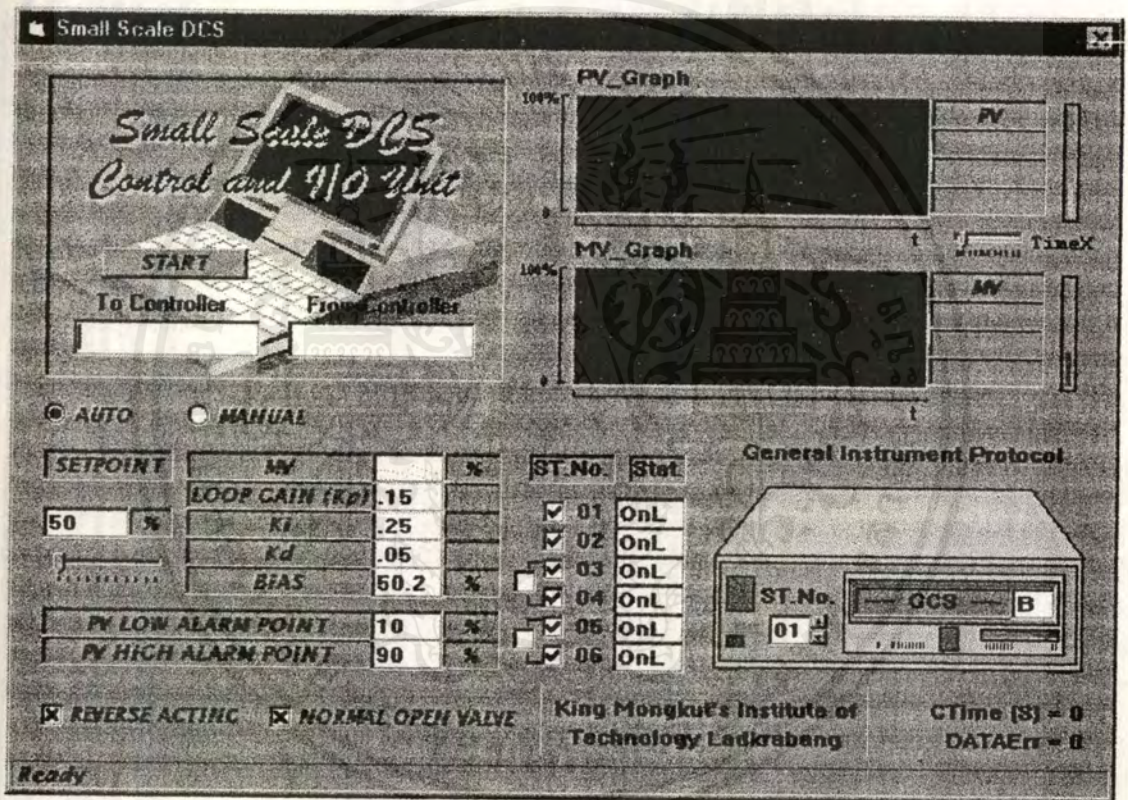 Small Scale DCS
Small Scale DCS
Control and I/O Unit
START
To Controller
From Controller
PV_Graph
100%
0
PV
t
TimeX
MV_Graph
100%
0
MV
t
AUTO
MANUAL
SETPOINT
50 %
MV %
LOOP GAIN (Kp) .15
Ki .25
Kd .05
BIAS 50.2 %
PV LOW ALARM POINT 10 %
PV HIGH ALARM POINT 90 %
ST.No. Stat.
01 OnL
02 OnL
03 OnL
04 OnL
05 OnL
06 OnL
General Instrument Protocol
ST.No.
01
GCS B
REVERSE ACTING
NORMAL OPEN VALVE
King Mongkut's Institute of
Technology Ladkrabang
CTime (S) = 0
DATAErr = 0
Ready